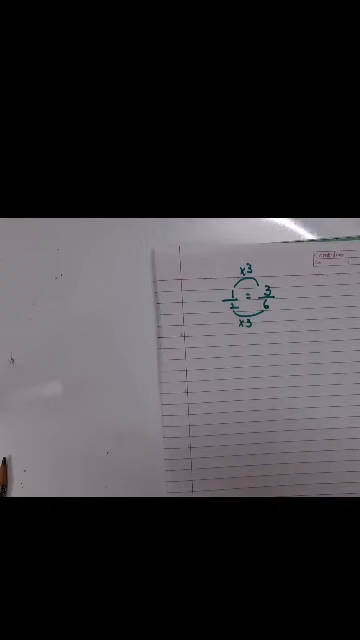 ×3
1/2 = 3/6
×3